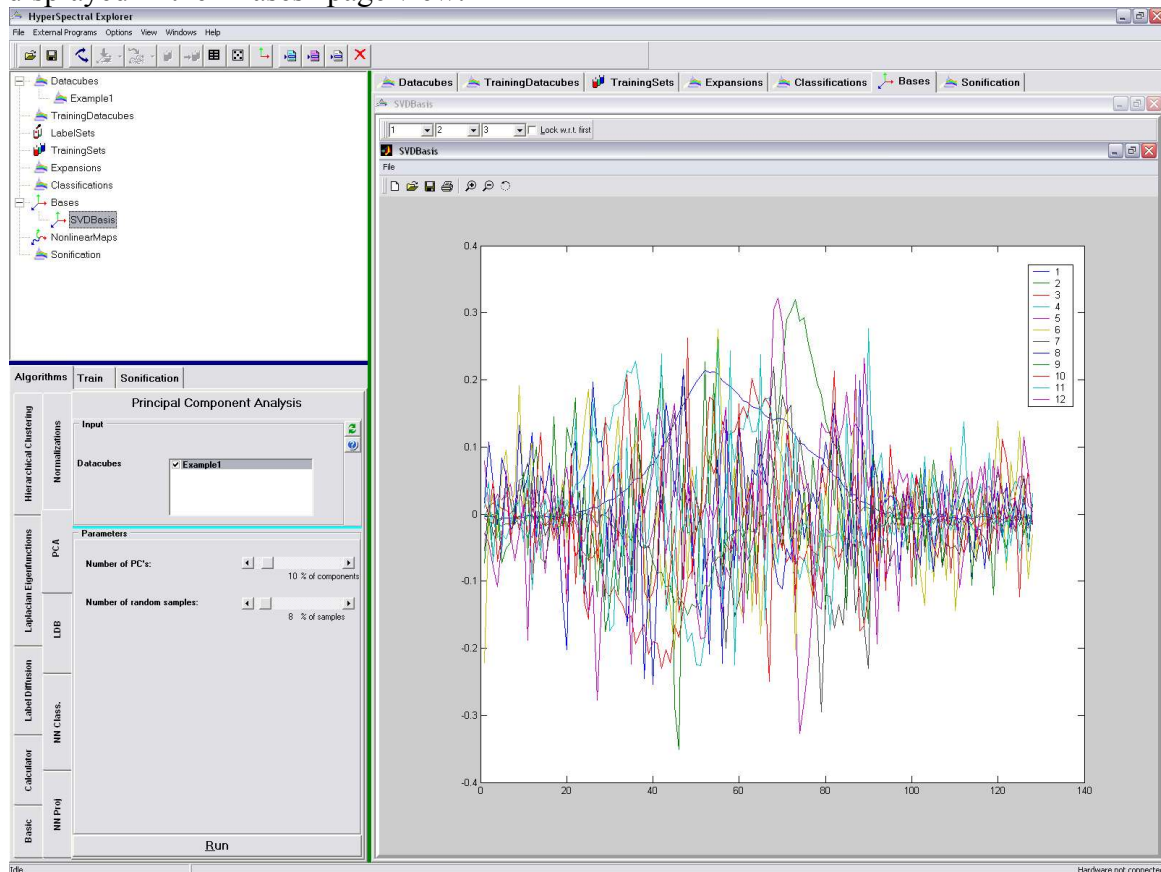 HyperSpectral Explorer
File External Programs Options View Windows Help
Datacubes
Example1
TrainingDatacubes
LabelSets
TrainingSets
Expansions
Classifications
Bases
SVDBasis
NonlinearMaps
Sonification
Datacubes TrainingDatacubes TrainingSets Expansions Classifications Bases Sonification
SVDBasis
1 2 3 Lock w.r.t. first
SVDBasis
File
0.4
0.3
0.2
0.1
0
-0.1
-0.2
-0.3
-0.4
0 20 40 60 80 100 120 140
1
2
3
4
5
6
7
8
9
10
11
12
Algorithms Train Sonification
Hierarchical Clustering
Laplacian Eigenfunctions
Label Diffusion
Calculator
Basic
Normalizations
PCA
LDB
NN Class.
NN Proj
Principal Component Analysis
Input
Datacubes
Example1
Parameters
Number of PC's:
10 % of components
Number of random samples:
8 % of samples
Run
Idle
Hardware not connected